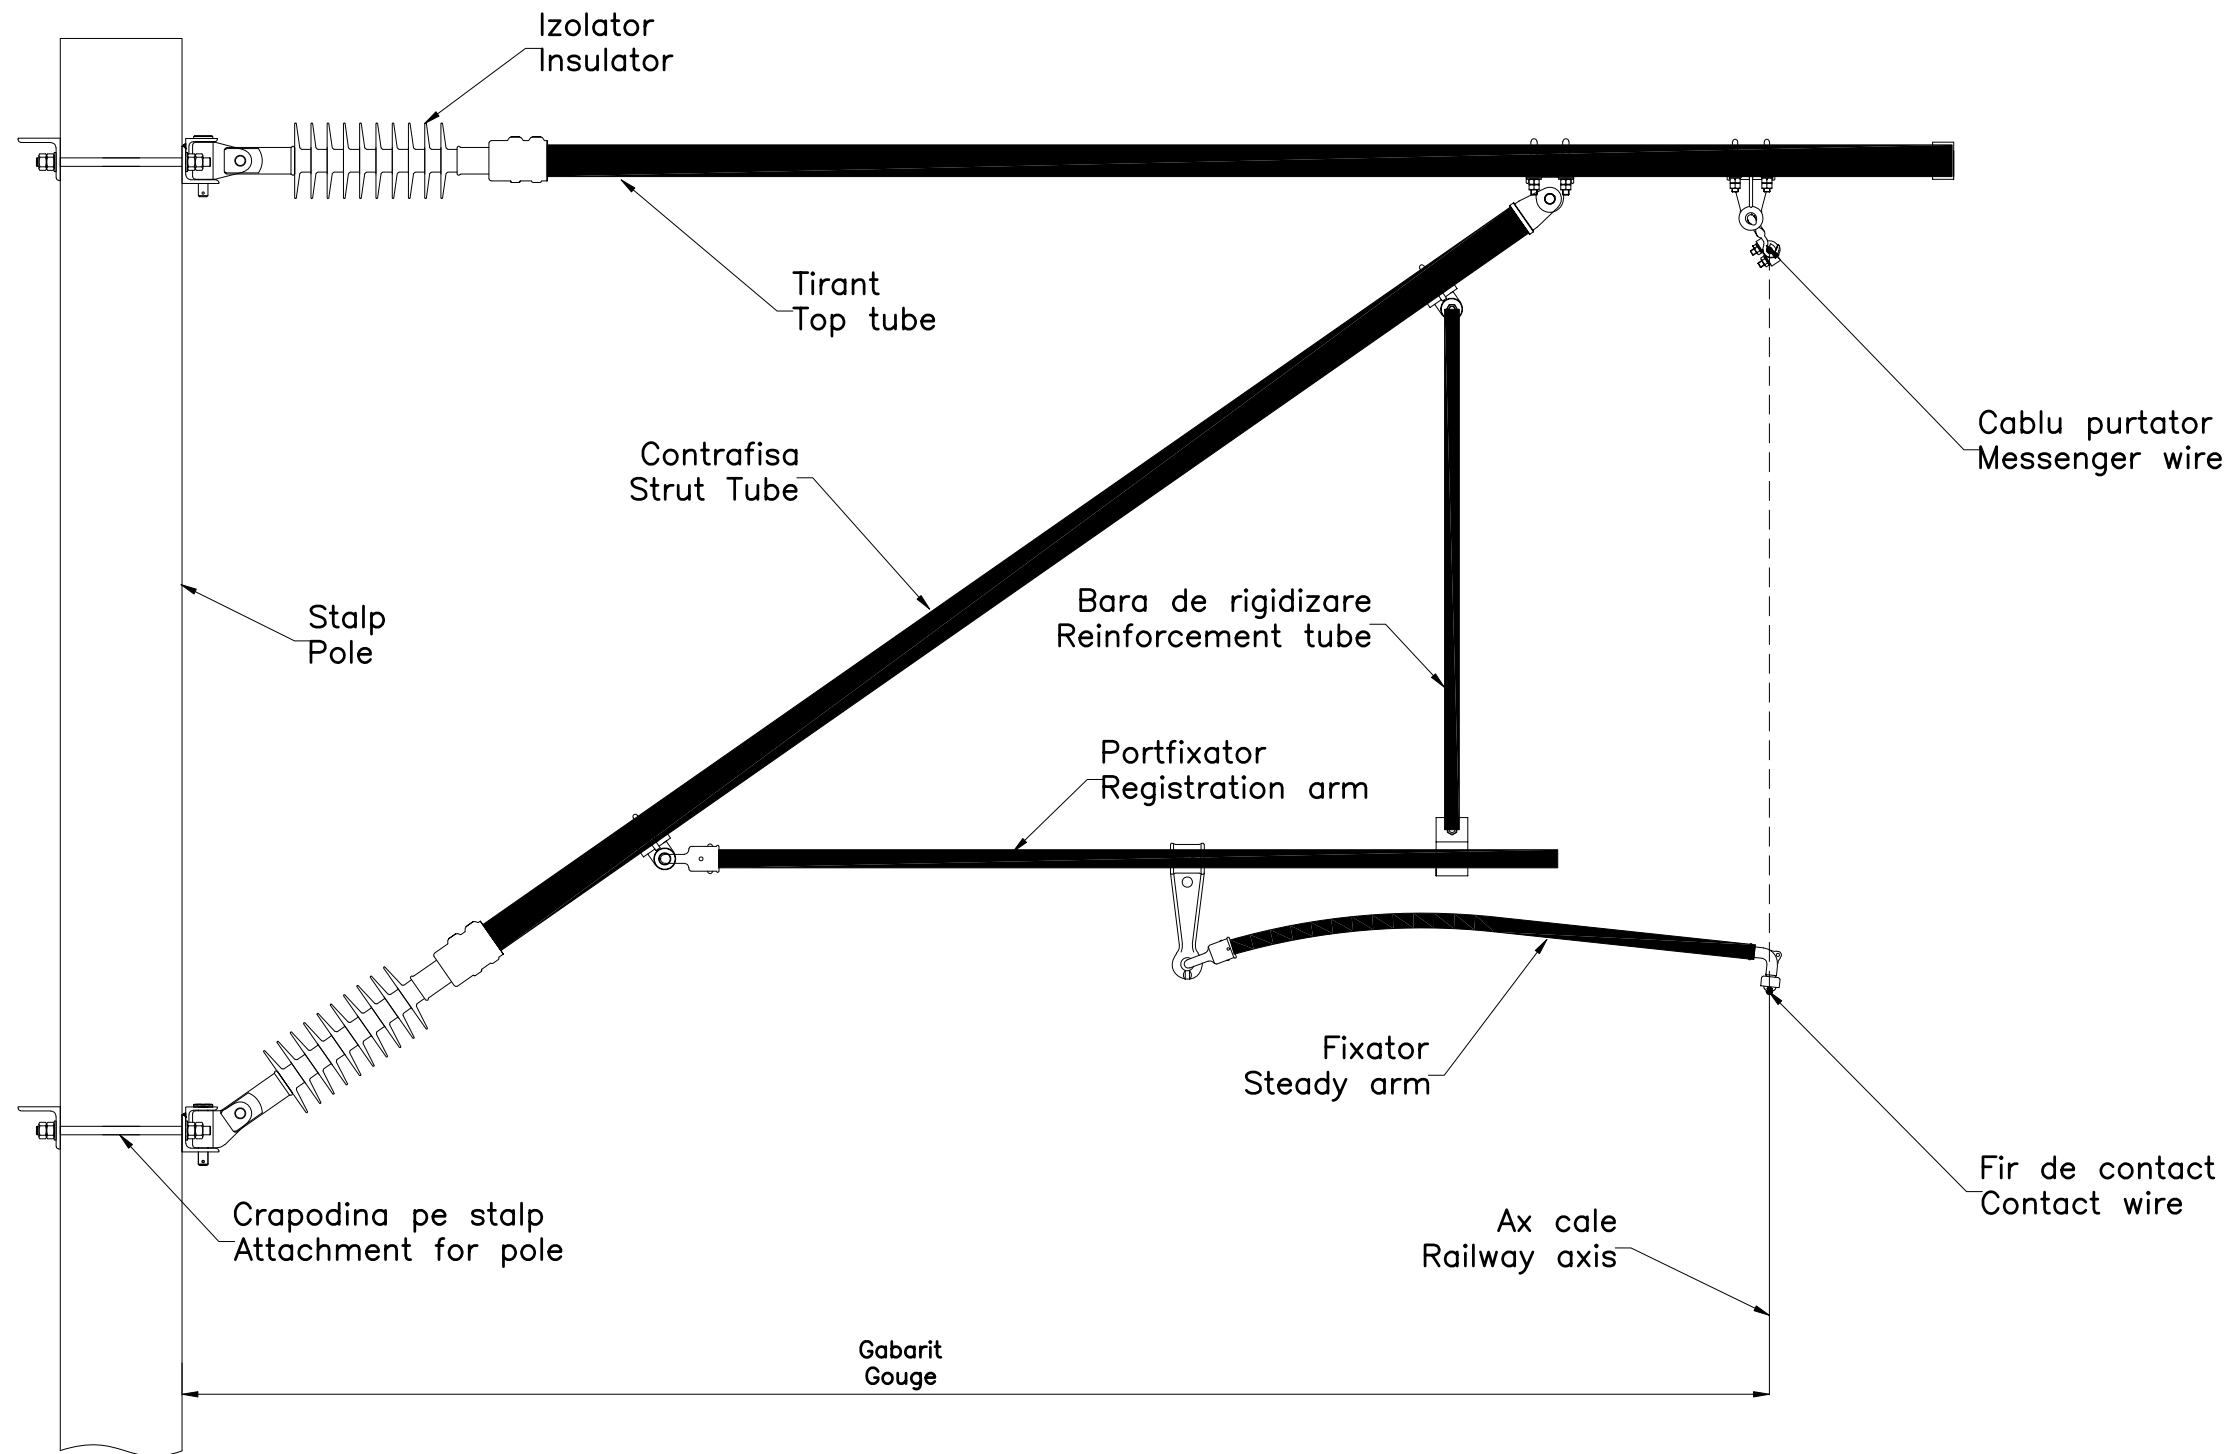 Izolator
Insulator
Tirant
Top tube
Cablu purtator
Messenger wire
Contrafisa
Strut Tube
Bara de rigidizare
Reinforcement tube
Stalp
Pole
Portfixator
Registration arm
Fixator
Steady arm
Fir de contact
Contact wire
Crapodina pe stalp
Attachment for pole
Ax cale
Railway axis
Gabarit
Gouge